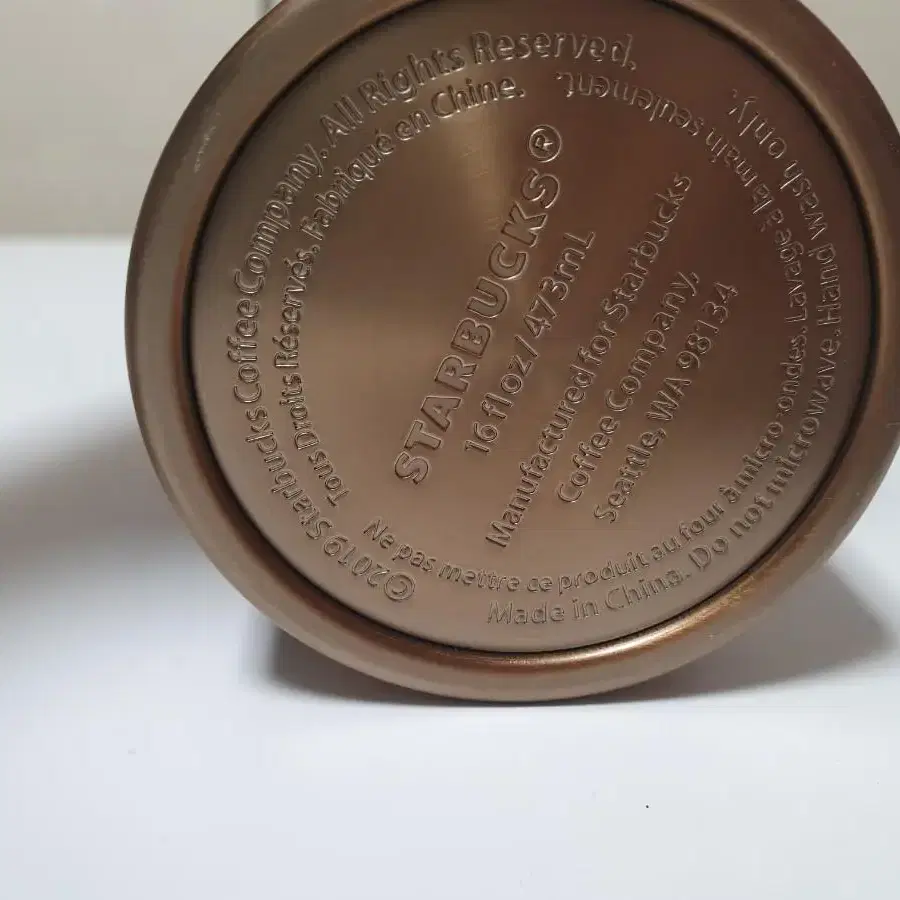 STARBUCKS®
16 fl oz / 473mL
Manufactured for Starbucks
Coffee Company,
Seattle, WA 98134
©2019 Starbucks Coffee Company. All Rights Reserved.
Made in China. Do not microwave. Hand wash only.
Tous Droits Réservés. Fabriqué en Chine.
Ne pas mettre ce produit au four à micro-ondes. Lavage à la main seulement.